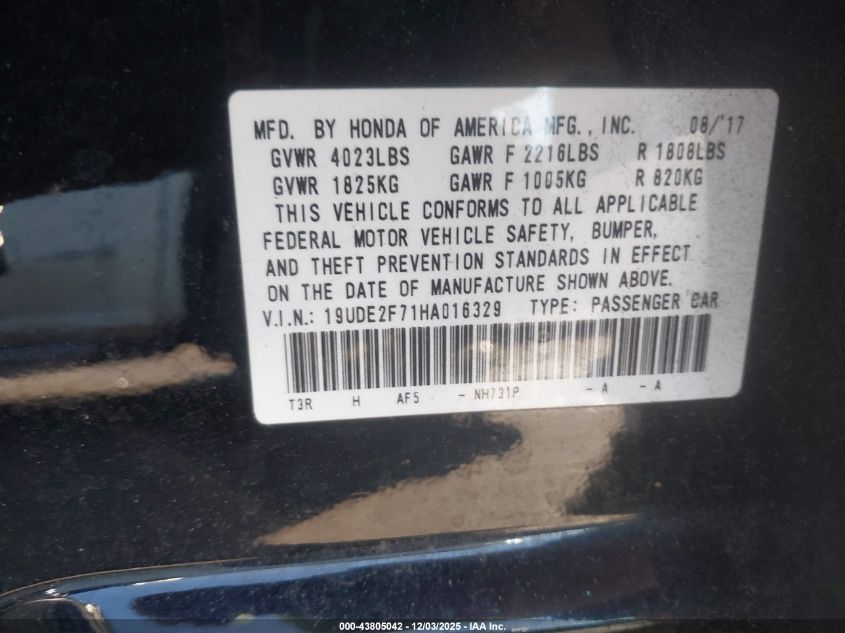 MFD. BY HONDA OF AMERICA MFG., INC. 08/'17
GVWR 4023LBS GAWR F 2216LBS R 1808LBS
GVWR 1825KG GAWR F 1005KG R 820KG
THIS VEHICLE CONFORMS TO ALL APPLICABLE
FEDERAL MOTOR VEHICLE SAFETY, BUMPER,
AND THEFT PREVENTION STANDARDS IN EFFECT
ON THE DATE OF MANUFACTURE SHOWN ABOVE.
V.I.N.: 19UDE2F71HA016329 TYPE: PASSENGER CAR
T3R H AF5 - NH731P - A - A
000-43805042 - 12/03/2025 - IAA Inc.